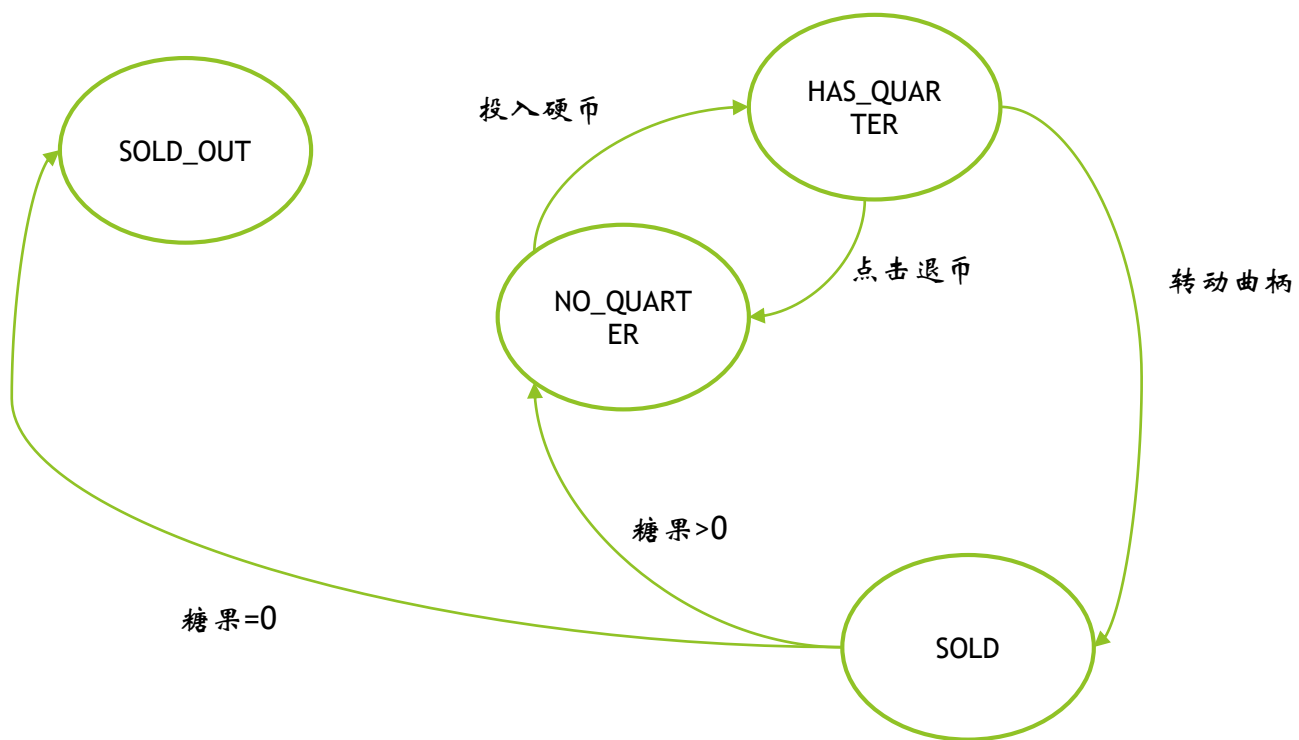 HAS_QUAR
TER
投入硬币
SOLD_OUT
点击退币
转动曲柄
NO_QUART
ER
糖果>0
糖果=0
SOLD